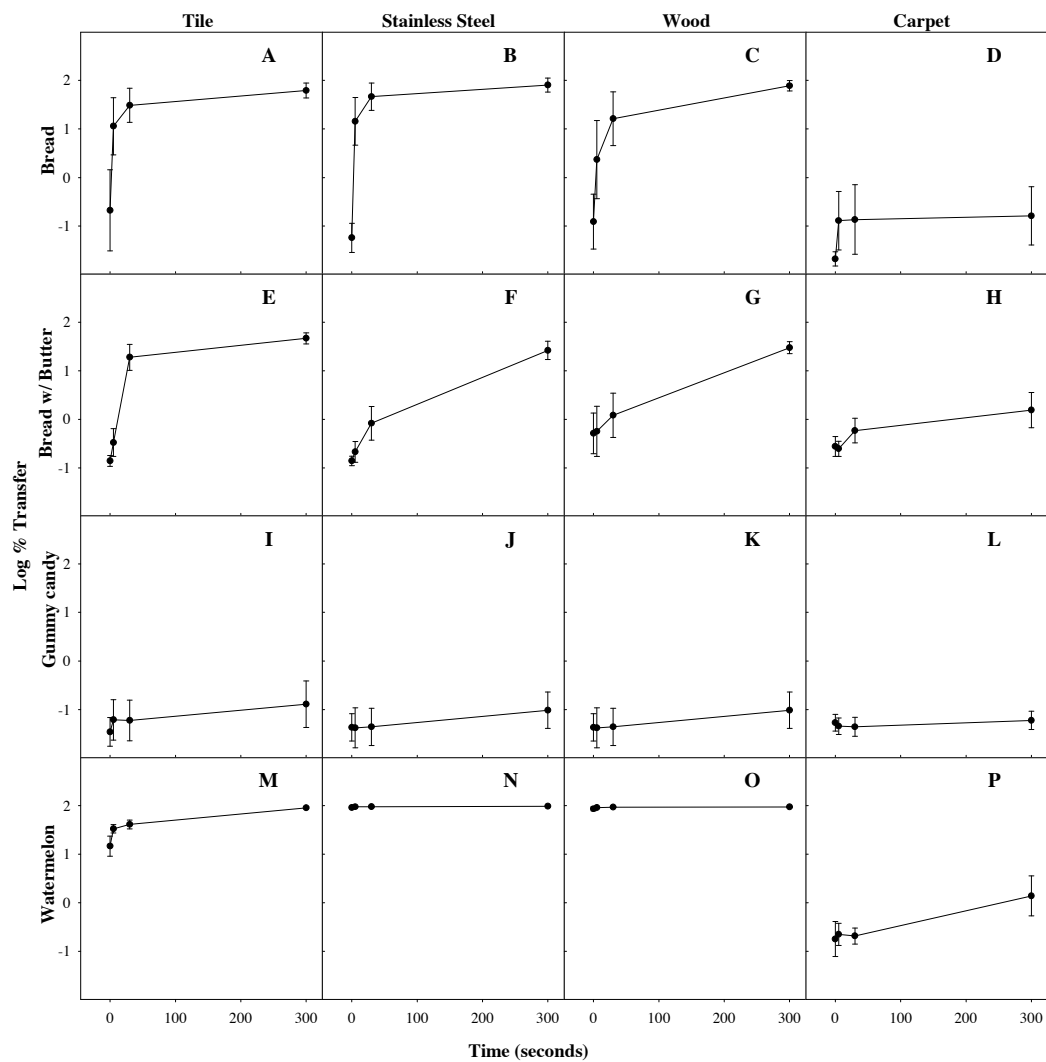 Tile Stainless Steel Wood Carpet
A B C D
2
1
0
-1
Bread
E F G H
2
1
0
-1
Bread w/ Butter
Log % Transfer
I J K L
2
1
0
-1
Gummy candy
M N O P
2
1
0
-1
Watermelon
0 100 200 300 0 100 200 300 0 100 200 300 0 100 200 300
Time (seconds)